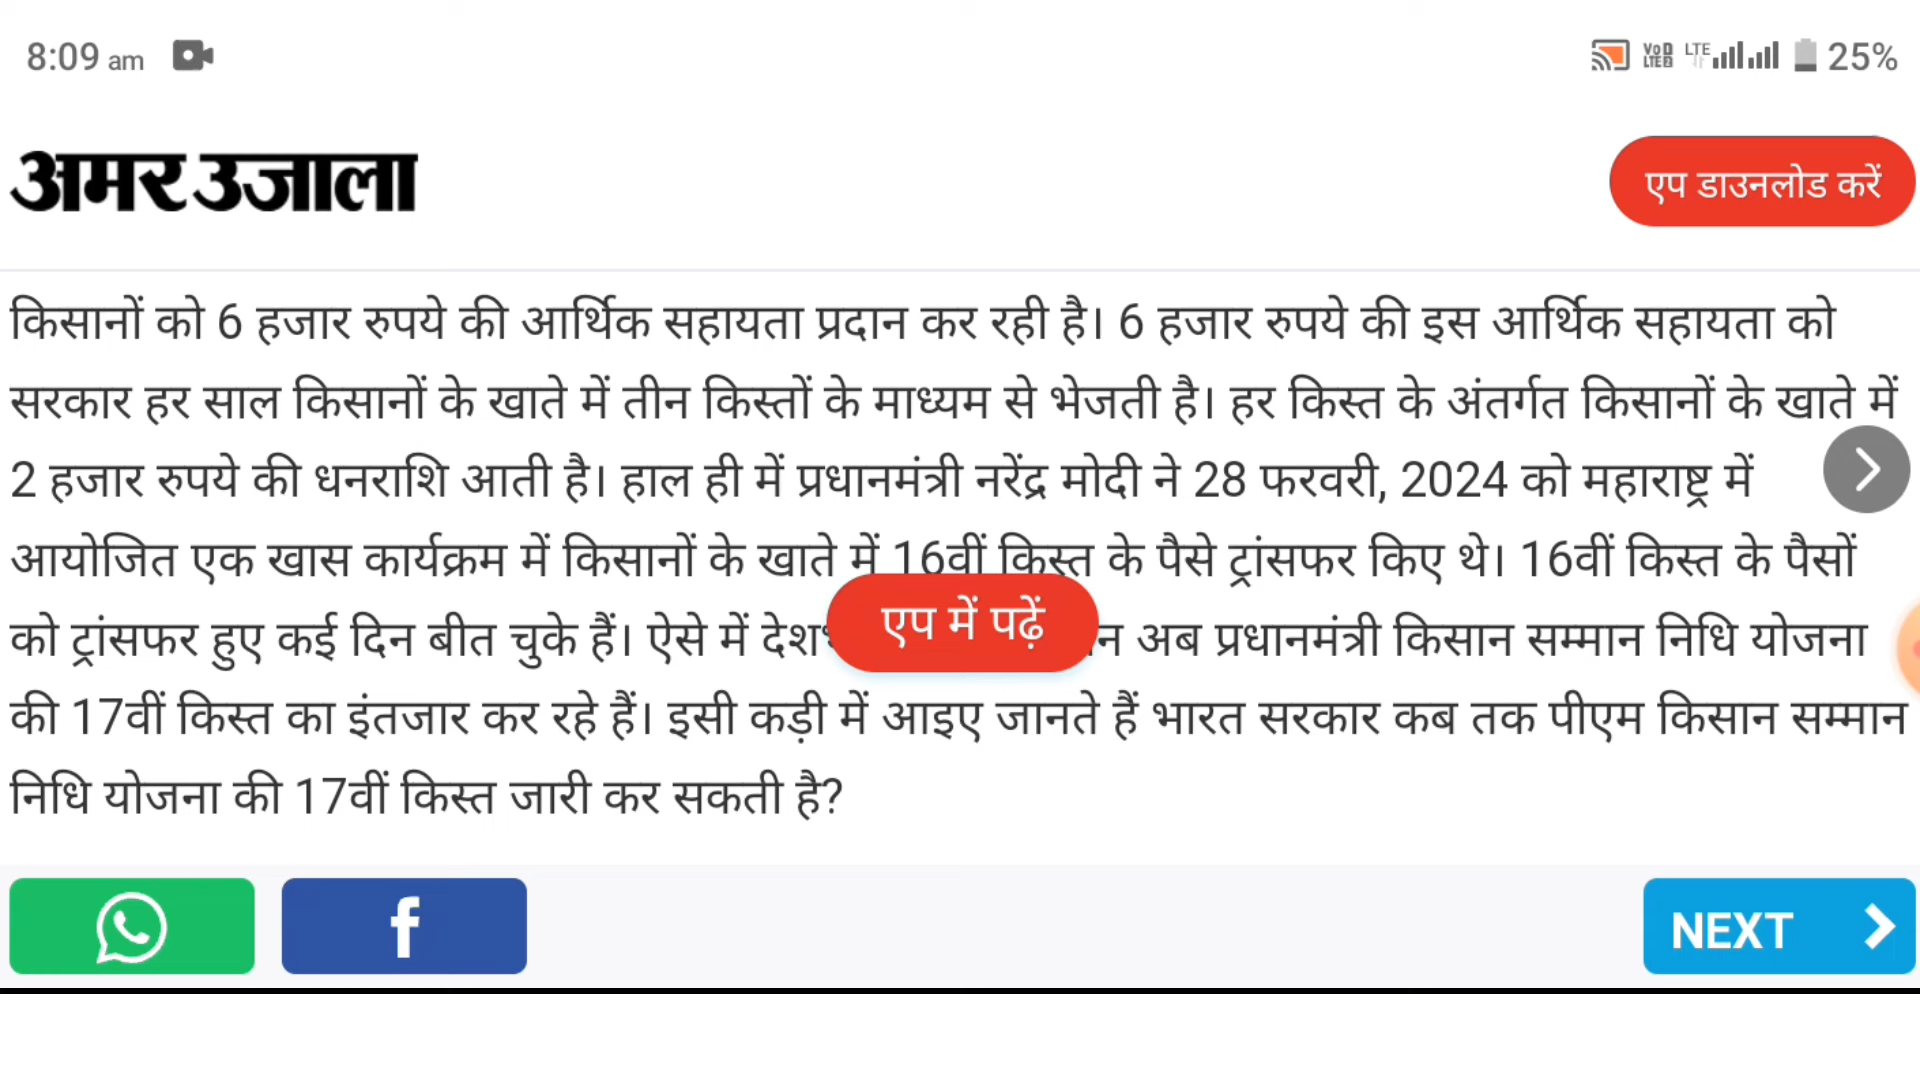 8:09 am
VoD LTE2 LTE 25%
अमर उजाला
एप डाउनलोड करें
किसानों को 6 हजार रुपये की आर्थिक सहायता प्रदान कर रही है। 6 हजार रुपये की इस आर्थिक सहायता को
सरकार हर साल किसानों के खाते में तीन किस्तों के माध्यम से भेजती है। हर किस्त के अंतर्गत किसानों के खाते में
2 हजार रुपये की धनराशि आती है। हाल ही में प्रधानमंत्री नरेंद्र मोदी ने 28 फरवरी, 2024 को महाराष्ट्र में
आयोजित एक खास कार्यक्रम में किसानों के खाते में 16वीं किस्त के पैसे ट्रांसफर किए थे। 16वीं किस्त के पैसों
को ट्रांसफर हुए कई दिन बीत चुके हैं। ऐसे में अब प्रधानमंत्री किसान सम्मान निधि योजना
एप में पढ़ें
की 17वीं किस्त का इंतजार कर रहे हैं। इसी कड़ी में आइए जानते हैं भारत सरकार कब तक पीएम किसान सम्मान
निधि योजना की 17वीं किस्त जारी कर सकती है?
NEXT